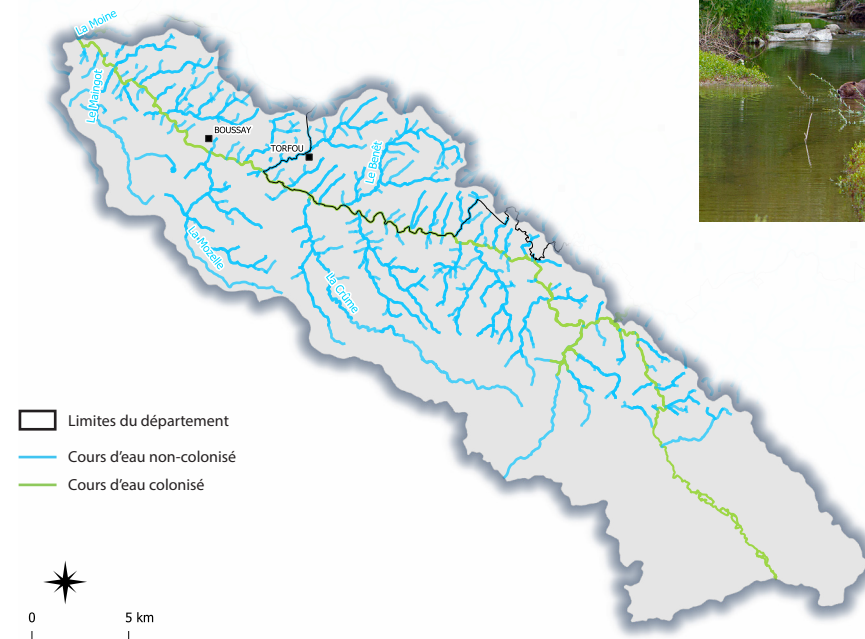 La Moine
Le Maingot
BOUSSAY
TORFOU
Le Benêt
La Mozelle
La Crûme
Limites du département
Cours d'eau non-colonisé
Cours d'eau colonisé
0 5 km